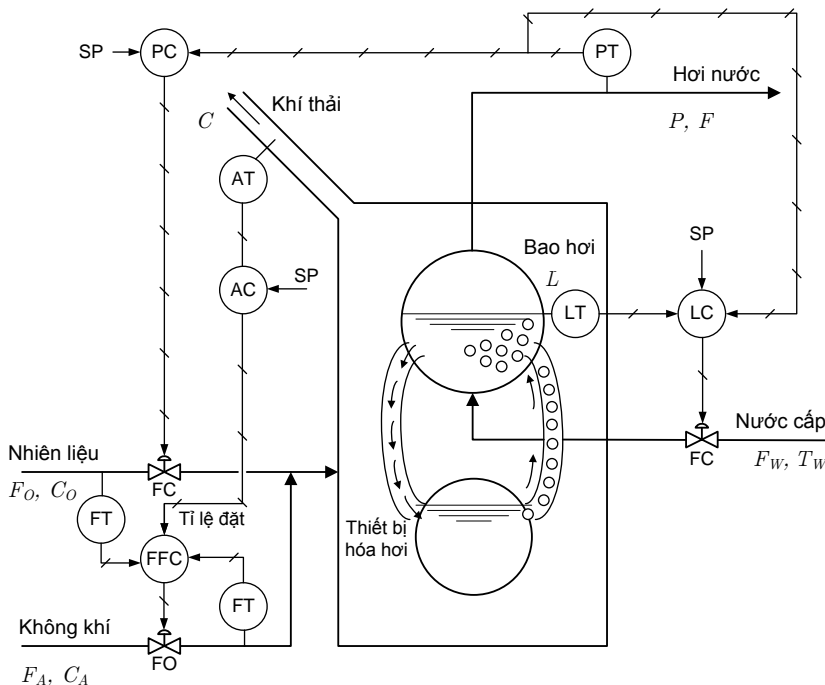 SP
PC
PT
Hơi nước
Khí thải
C
P, F
AT
SP
Bao hơi
AC
SP
L
LT
LC
Nhiên liệu
Nước cấp
FC
FC
F_O, C_O
F_W, T_W
FT
Tỉ lệ đặt
Thiết bị
hóa hơi
FFC
FT
Không khí
FO
F_A, C_A